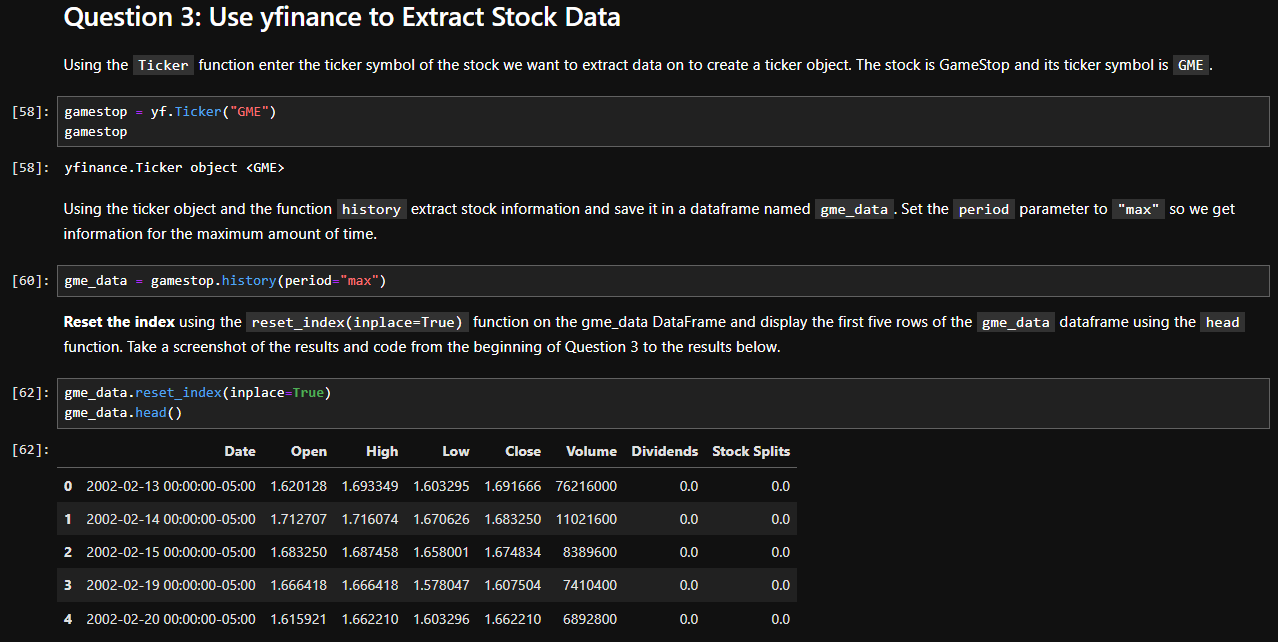 Question 3: Use yfinance to Extract Stock Data
Using the Ticker function enter the ticker symbol of the stock we want to extract data on to create a ticker object. The stock is GameStop and its ticker symbol is GME .
[58]: gamestop = yf.Ticker("GME")
gamestop
[58]: yfinance.Ticker object <GME>
Using the ticker object and the function history extract stock information and save it in a dataframe named gme_data . Set the period parameter to "max" so we get
information for the maximum amount of time.
[60]: gme_data = gamestop.history(period="max")
Reset the index using the reset_index(inplace=True) function on the gme_data DataFrame and display the first five rows of the gme_data dataframe using the head
function. Take a screenshot of the results and code from the beginning of Question 3 to the results below.
[62]: gme_data.reset_index(inplace=True)
gme_data.head()
[62]: Date Open High Low Close Volume Dividends Stock Splits
0 2002-02-13 00:00:00-05:00 1.620128 1.693349 1.603295 1.691666 76216000 0.0 0.0
1 2002-02-14 00:00:00-05:00 1.712707 1.716074 1.670626 1.683250 11021600 0.0 0.0
2 2002-02-15 00:00:00-05:00 1.683250 1.687458 1.658001 1.674834 8389600 0.0 0.0
3 2002-02-19 00:00:00-05:00 1.666418 1.666418 1.578047 1.607504 7410400 0.0 0.0
4 2002-02-20 00:00:00-05:00 1.615921 1.662210 1.603296 1.662210 6892800 0.0 0.0